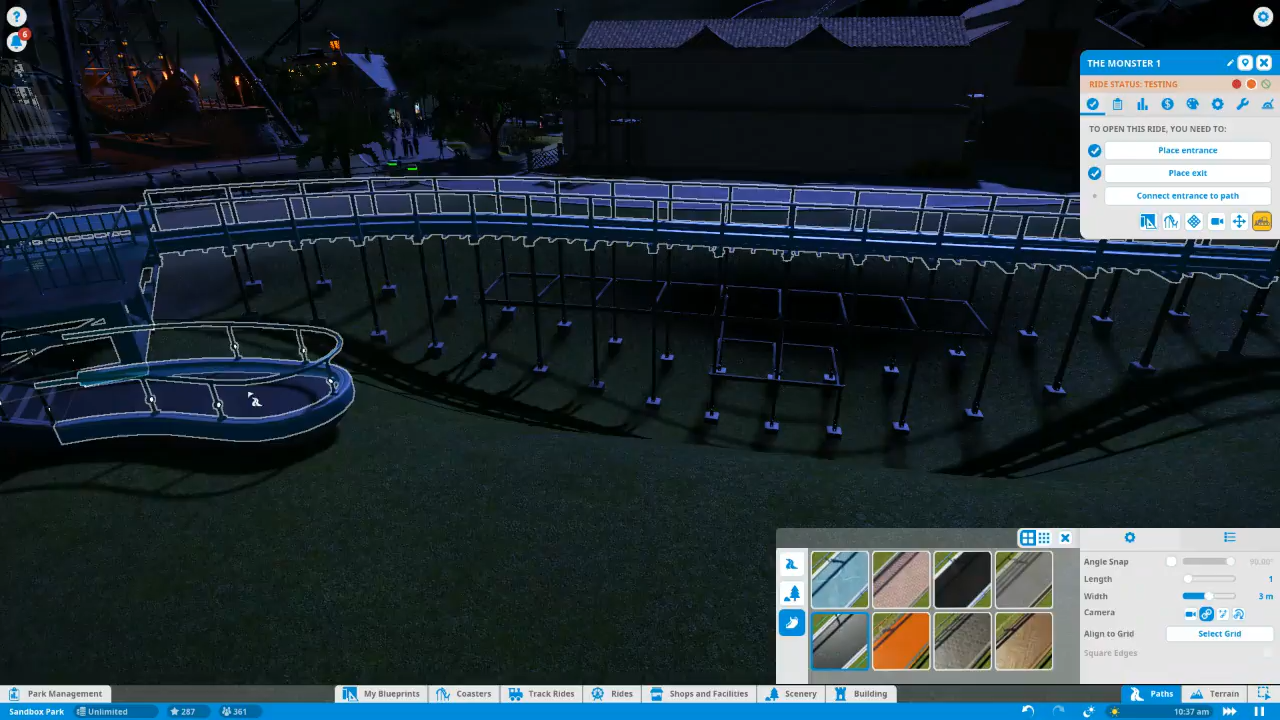 6
THE MONSTER 1
RIDE STATUS: TESTING
TO OPEN THIS RIDE, YOU NEED TO:
Place entrance
Place exit
Connect entrance to path
Angle Snap 90.00°
Length 1
Width 3 m
Camera
Align to Grid Select Grid
Square Edges
Park Management My Blueprints Coasters Track Rides Rides Shops and Facilities Scenery Building Paths Terrain
Sandbox Park Unlimited 287 361 10:37 am